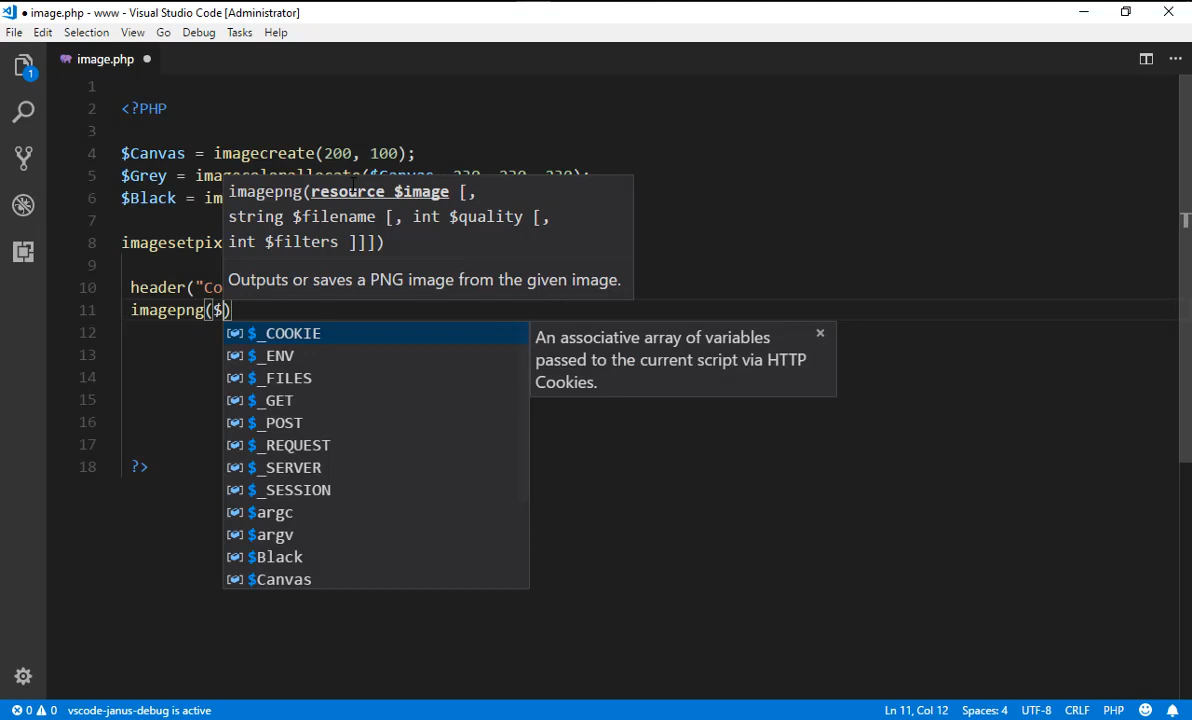 ● image.php - www - Visual Studio Code [Administrator]
File Edit Selection View Go Debug Tasks Help
1
image.php ●
1
2 <?PHP
3
4 $Canvas = imagecreate(200, 100);
5 $Grey = imagecolorallocate($Canvas, 230, 230, 230);
6 $Black = im
7
8 imagesetpix
9
10 header("Co
11 imagepng($)
12
13
14
15
16
17
18 ?>
imagepng(resource $image [,
string $filename [, int $quality [,
int $filters ]]])
Outputs or saves a PNG image from the given image.
$_COOKIE
$_ENV
$_FILES
$_GET
$_POST
$_REQUEST
$_SERVER
$_SESSION
$argc
$argv
$Black
$Canvas
An associative array of variables
passed to the current script via HTTP
Cookies.
0 0 vscode-janus-debug is active Ln 11, Col 12 Spaces: 4 UTF-8 CRLF PHP